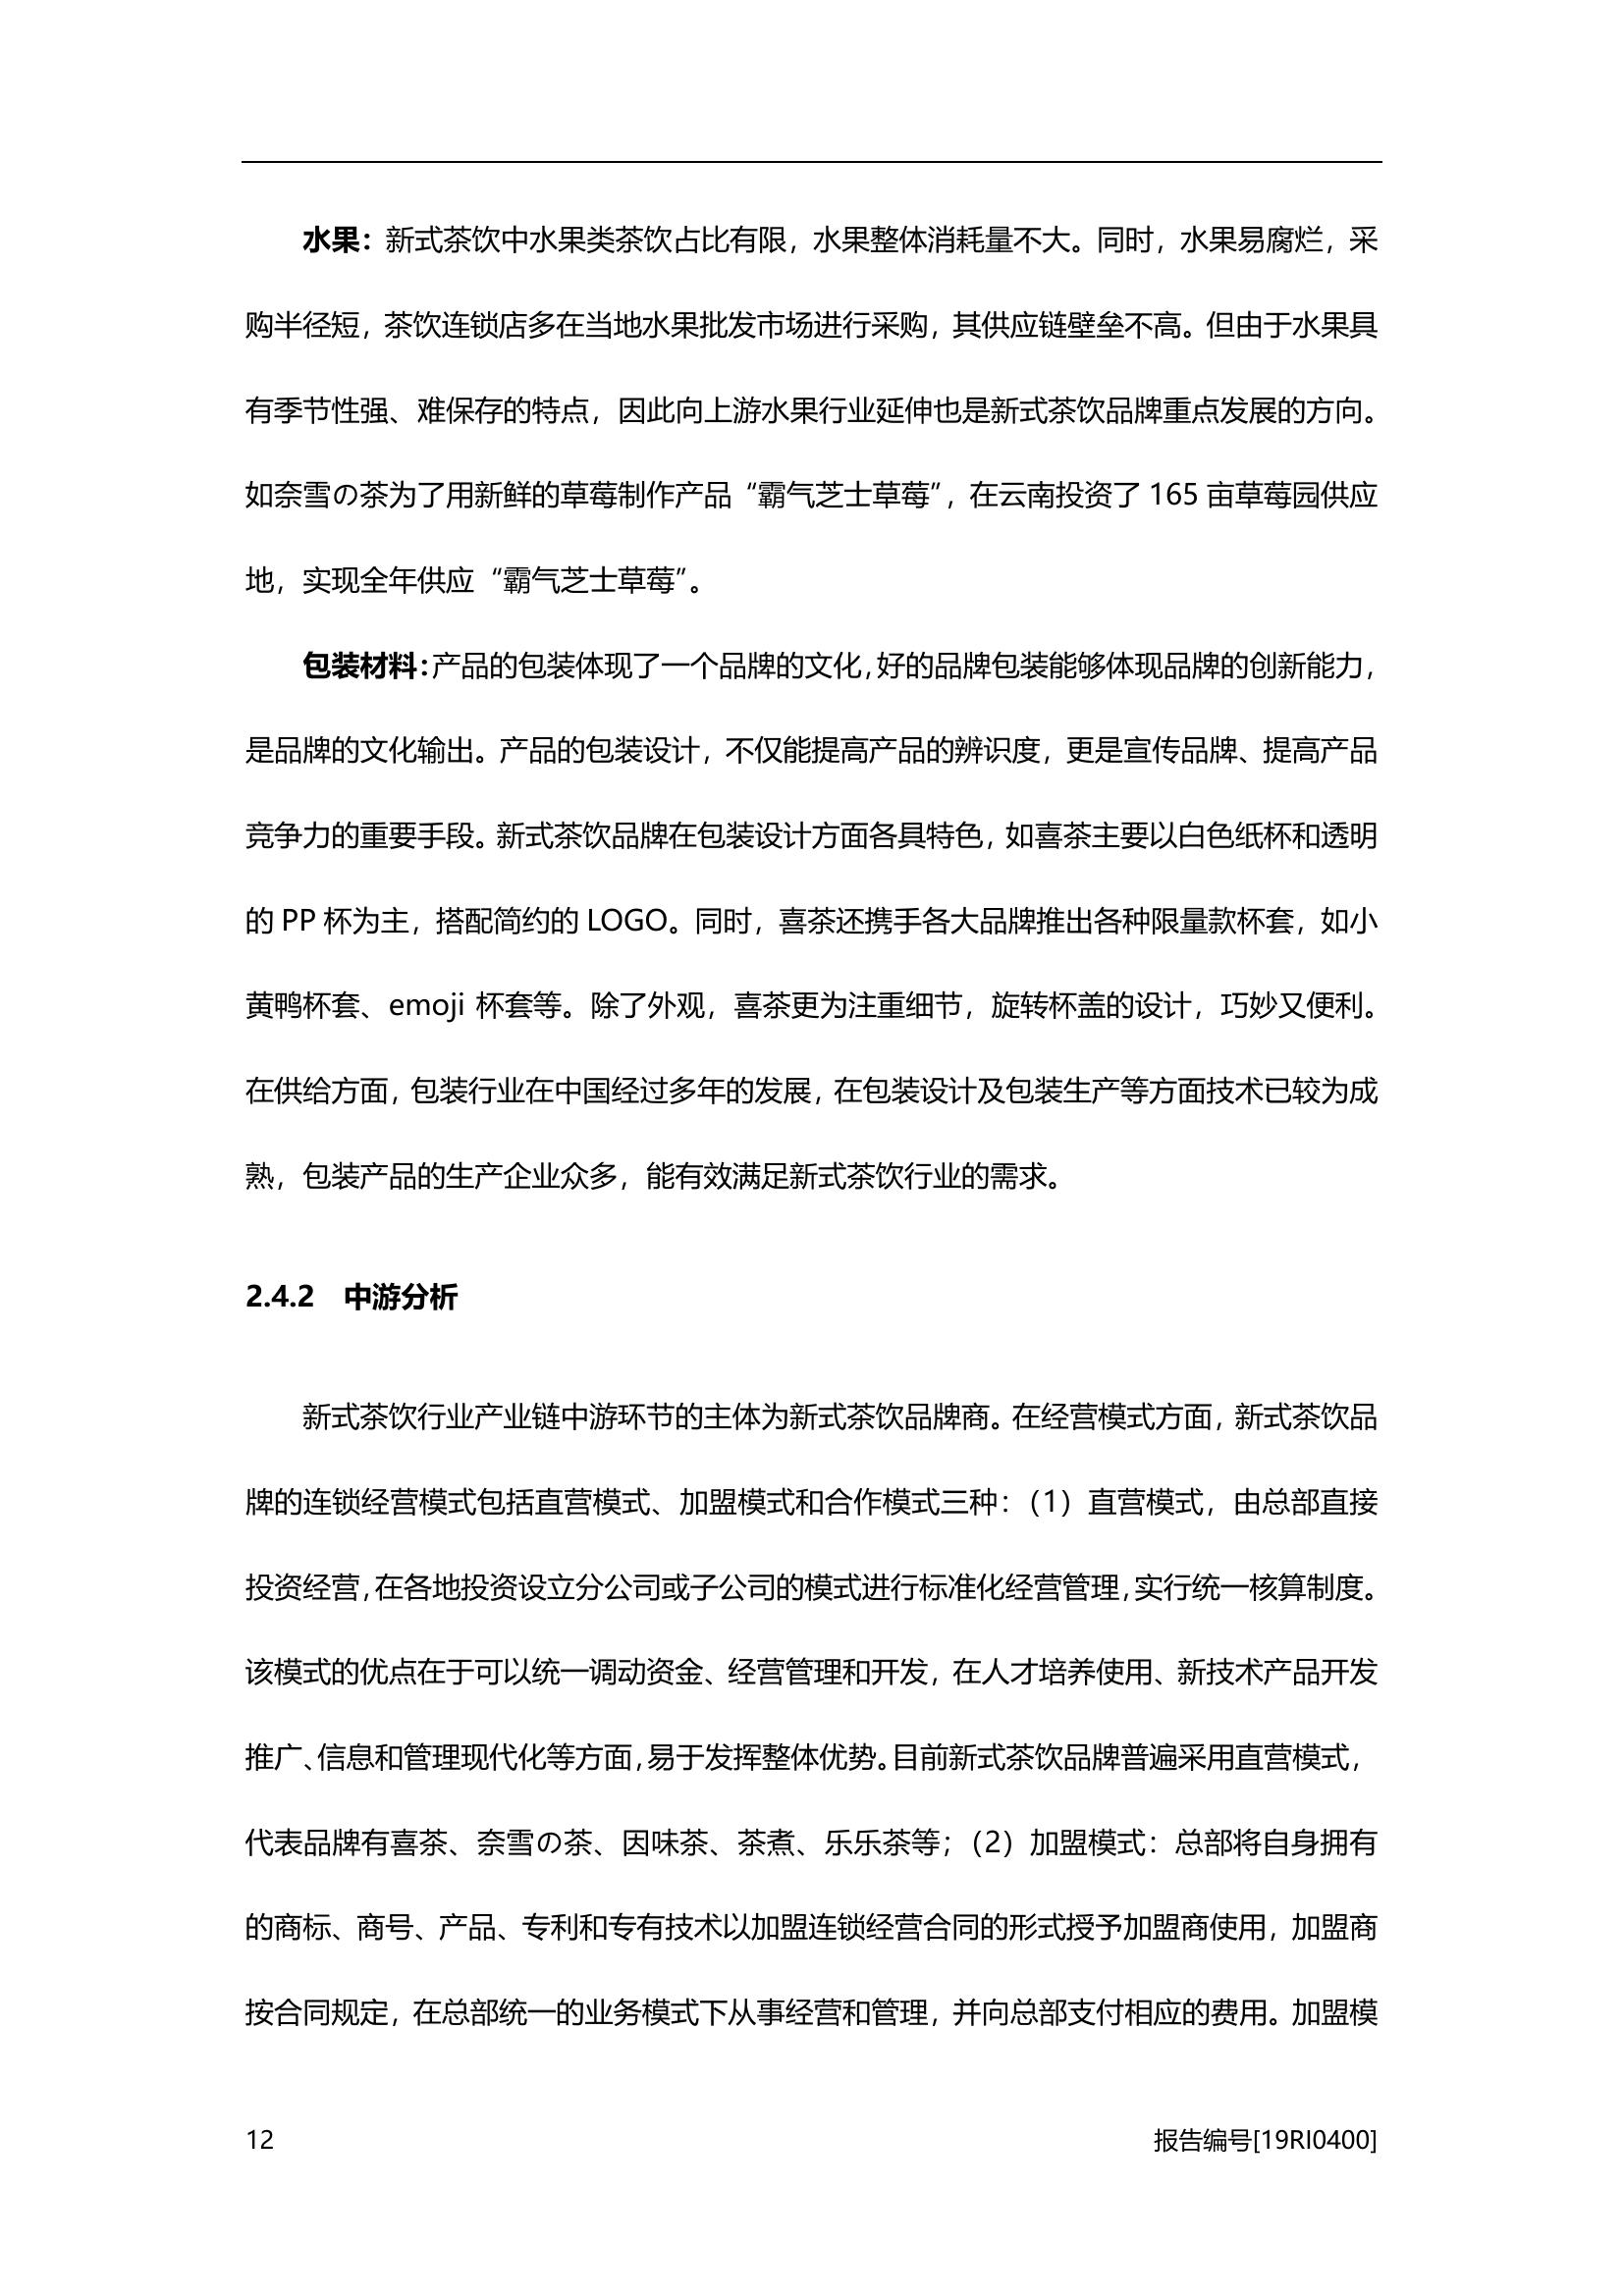 水果：新式茶饮中水果类茶饮占比有限，水果整体消耗量不大。同时，水果易腐烂，采
购半径短，茶饮连锁店多在当地水果批发市场进行采购，其供应链壁垒不高。但由于水果具
有季节性强、难保存的特点，因此向上游水果行业延伸也是新式茶饮品牌重点发展的方向。
如奈雪の茶为了用新鲜的草莓制作产品“霸气芝士草莓”，在云南投资了 165 亩草莓园供应
地，实现全年供应“霸气芝士草莓”。
包装材料：产品的包装体现了一个品牌的文化，好的品牌包装能够体现品牌的创新能力，
是品牌的文化输出。产品的包装设计，不仅能提高产品的辨识度，更是宣传品牌、提高产品
竞争力的重要手段。新式茶饮品牌在包装设计方面各具特色，如喜茶主要以白色纸杯和透明
的 PP 杯为主，搭配简约的 LOGO。同时，喜茶还携手各大品牌推出各种限量款杯套，如小
黄鸭杯套、emoji 杯套等。除了外观，喜茶更为注重细节，旋转杯盖的设计，巧妙又便利。
在供给方面，包装行业在中国经过多年的发展，在包装设计及包装生产等方面技术已较为成
熟，包装产品的生产企业众多，能有效满足新式茶饮行业的需求。
2.4.2 中游分析
新式茶饮行业产业链中游环节的主体为新式茶饮品牌商。在经营模式方面，新式茶饮品
牌的连锁经营模式包括直营模式、加盟模式和合作模式三种：（1）直营模式，由总部直接
投资经营，在各地投资设立分公司或子公司的模式进行标准化经营管理，实行统一核算制度。
该模式的优点在于可以统一调动资金、经营管理和开发，在人才培养使用、新技术产品开发
推广、信息和管理现代化等方面，易于发挥整体优势。目前新式茶饮品牌普遍采用直营模式，
代表品牌有喜茶、奈雪の茶、因味茶、茶煮、乐乐茶等；（2）加盟模式：总部将自身拥有
的商标、商号、产品、专利和专有技术以加盟连锁经营合同的形式授予加盟商使用，加盟商
按合同规定，在总部统一的业务模式下从事经营和管理，并向总部支付相应的费用。加盟模
12 报告编号[19RI0400]